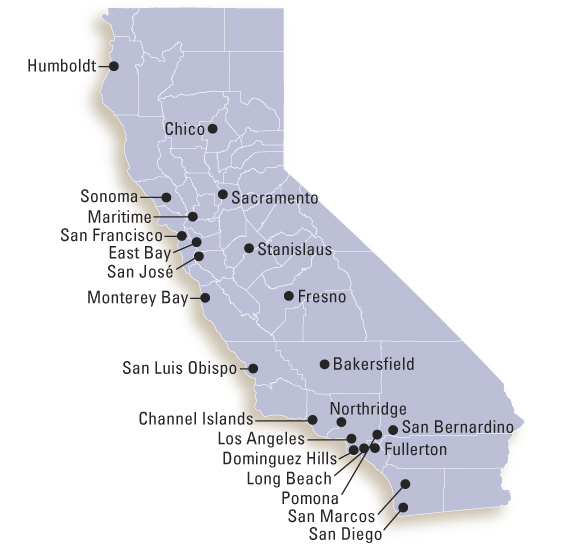 Humboldt
Chico
Sonoma
Sacramento
Maritime
San Francisco
East Bay
Stanislaus
San José
Monterey Bay
Fresno
San Luis Obispo
Bakersfield
Northridge
Channel Islands
San Bernardino
Los Angeles
Fullerton
Dominguez Hills
Long Beach
Pomona
San Marcos
San Diego